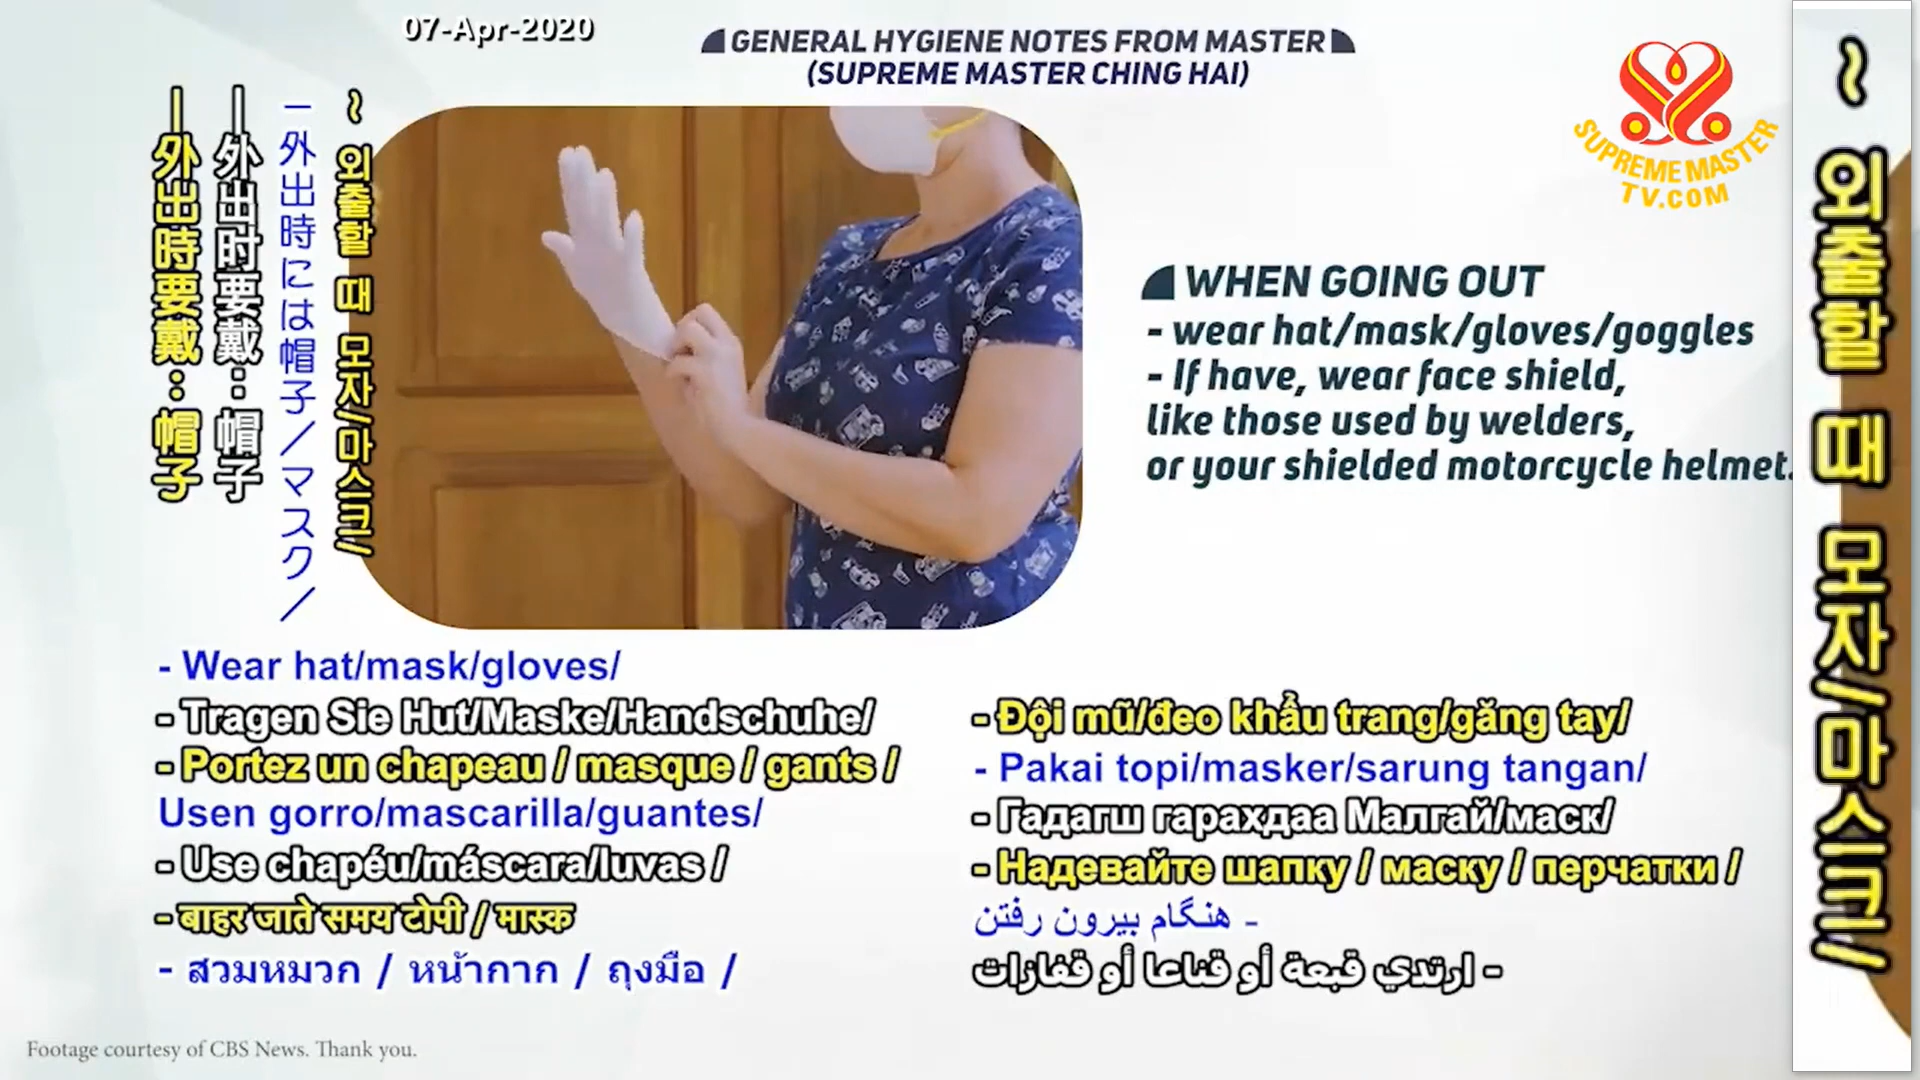 07-Apr-2020
GENERAL HYGIENE NOTES FROM MASTER
(SUPREME MASTER CHING HAI)
SUPREME MASTER
TV.COM
—外出時要戴：帽子
—外出时要戴：帽子
－外出時には帽子／マスク／
~ 외출할 때 모자/마스크/
WHEN GOING OUT
- wear hat/mask/gloves/goggles
- If have, wear face shield,
like those used by welders,
or your shielded motorcycle helmet.
- Wear hat/mask/gloves/
- Tragen Sie Hut/Maske/Handschuhe/
- Portez un chapeau / masque / gants /
Usen gorro/mascarilla/guantes/
- Use chapéu/máscara/luvas /
- बाहर जाते समय टोपी / मास्क
- สวมหมวก / หน้ากาก / ถุงมือ /
- Đội mũ/đeo khẩu trang/găng tay/
- Pakai topi/masker/sarung tangan/
- Гадагш гарахдаа Малгай/маск/
- Надевайте шапку / маску / перчатки /
- هنگام بیرون رفتن
- ارتدي قبعة أو قناعا أو قفازات
~ 외출할 때 모자/마스크/
Footage courtesy of CBS News. Thank you.